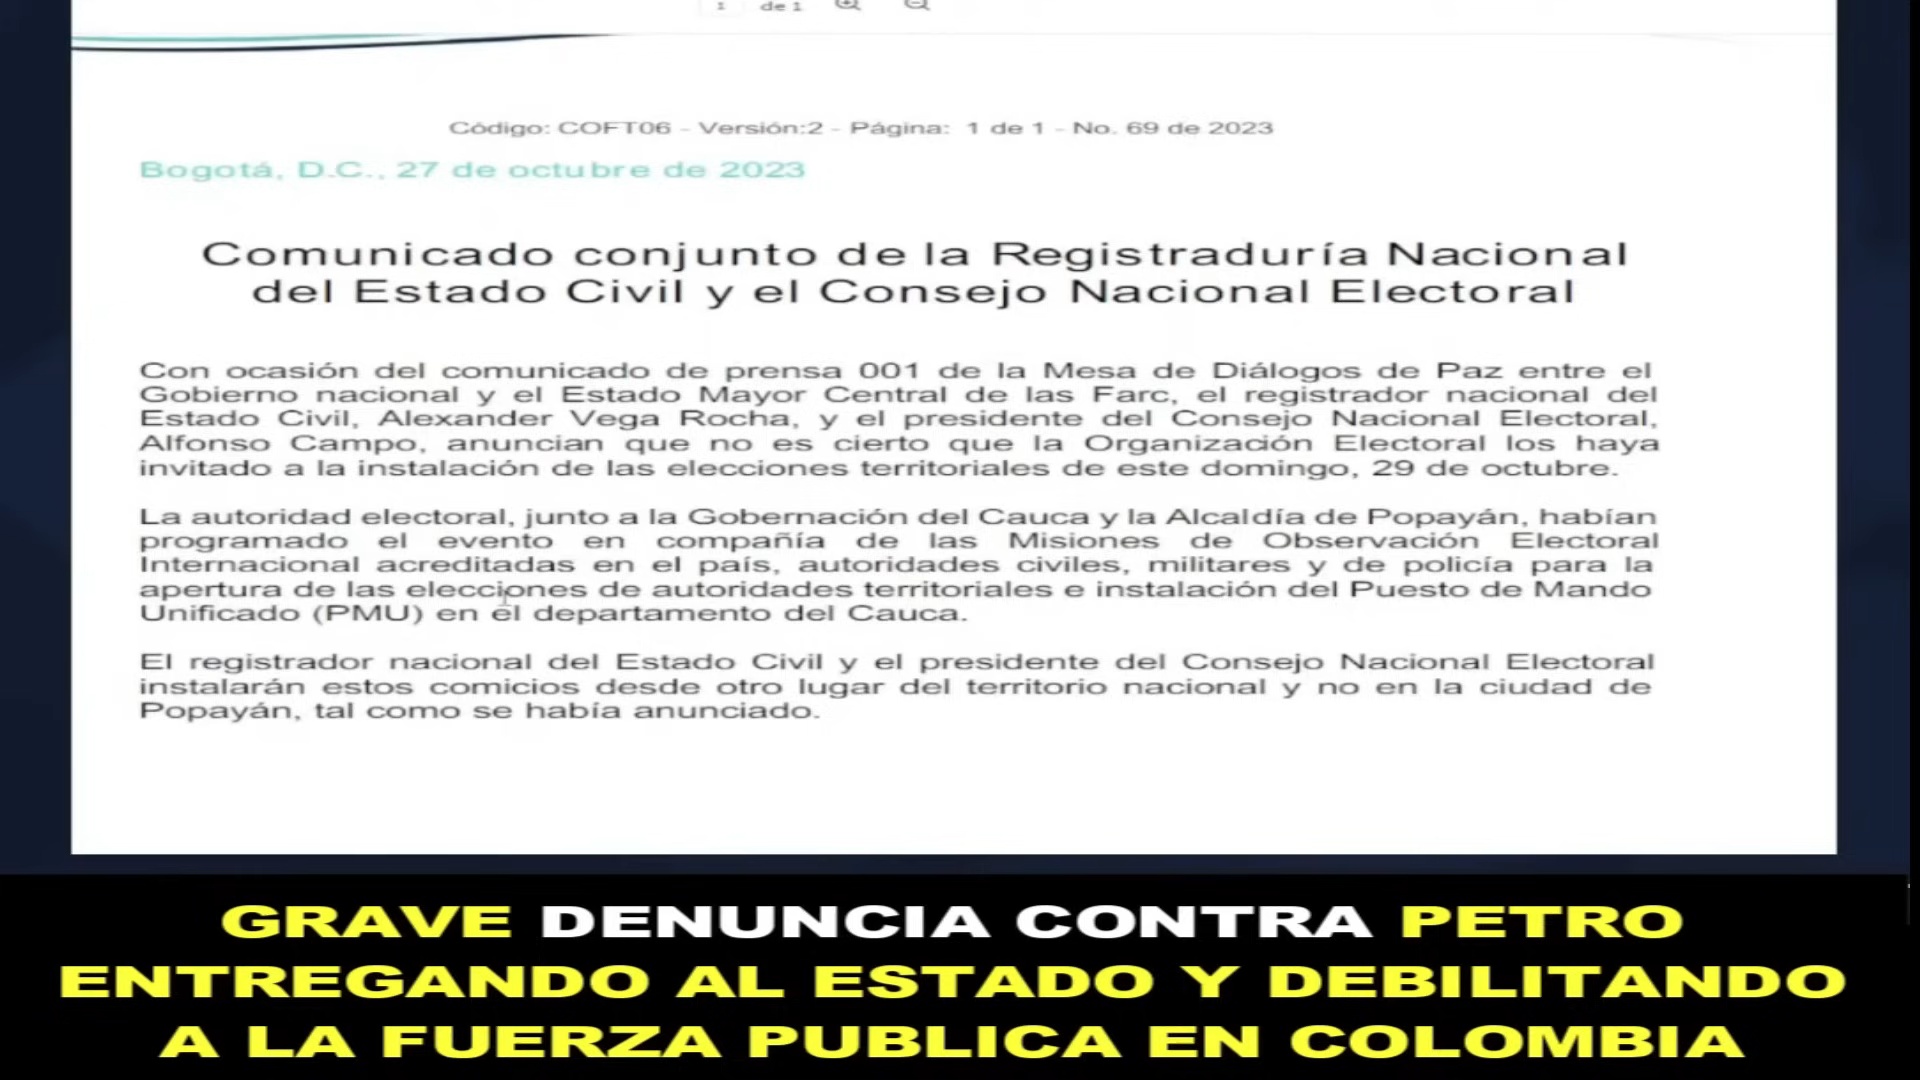 1 de 1
Código: COFT06 - Versión:2 - Página: 1 de 1 - No. 69 de 2023
Bogotá, D.C., 27 de octubre de 2023
Comunicado conjunto de la Registraduría Nacional
del Estado Civil y el Consejo Nacional Electoral
Con ocasión del comunicado de prensa 001 de la Mesa de Diálogos de Paz entre el
Gobierno nacional y el Estado Mayor Central de las Farc, el registrador nacional del
Estado Civil, Alexander Vega Rocha, y el presidente del Consejo Nacional Electoral,
Alfonso Campo, anuncian que no es cierto que la Organización Electoral los haya
invitado a la instalación de las elecciones territoriales de este domingo, 29 de octubre.
La autoridad electoral, junto a la Gobernación del Cauca y la Alcaldía de Popayán, habían
programado el evento en compañía de las Misiones de Observación Electoral
Internacional acreditadas en el país, autoridades civiles, militares y de policía para la
apertura de las elecciones de autoridades territoriales e instalación del Puesto de Mando
Unificado (PMU) en el departamento del Cauca.
El registrador nacional del Estado Civil y el presidente del Consejo Nacional Electoral
instalarán estos comicios desde otro lugar del territorio nacional y no en la ciudad de
Popayán, tal como se había anunciado.
GRAVE DENUNCIA CONTRA PETRO
ENTREGANDO AL ESTADO Y DEBILITANDO
A LA FUERZA PUBLICA EN COLOMBIA